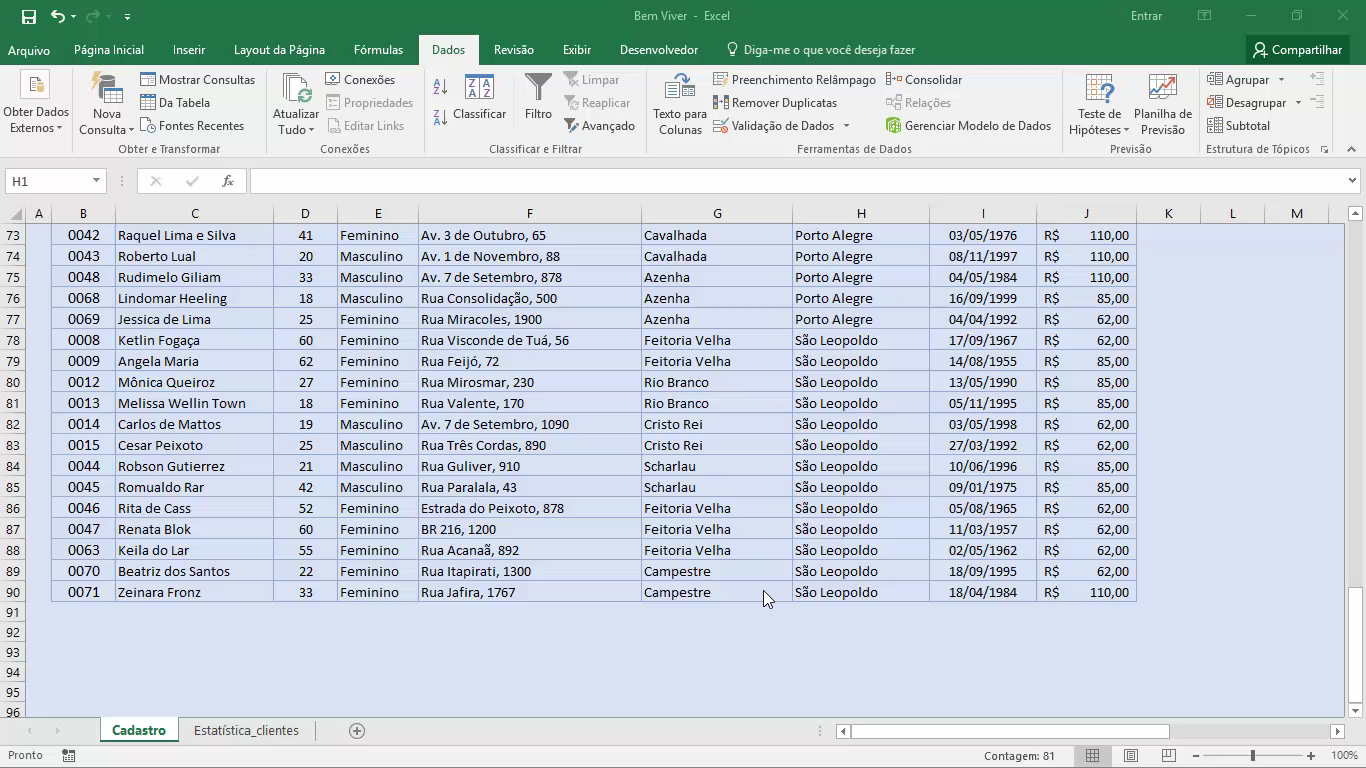 Bem Viver - Excel
Entrar
Arquivo Página Inicial Inserir Layout da Página Fórmulas Dados Revisão Exibir Desenvolvedor Diga-me o que você deseja fazer Compartilhar
Obter Dados Externos
Nova Consulta
Mostrar Consultas
Da Tabela
Fontes Recentes
Obter e Transformar
Atualizar Tudo
Conexões
Propriedades
Editar Links
Conexões
Classificar
Filtro
Limpar
Reaplicar
Avançado
Classificar e Filtrar
Texto para Colunas
Preenchimento Relâmpago
Remover Duplicatas
Validação de Dados
Consolidar
Relações
Gerenciar Modelo de Dados
Ferramentas de Dados
Teste de Hipóteses
Planilha de Previsão
Previsão
Agrupar
Desagrupar
Subtotal
Estrutura de Tópicos
H1 fx
A B C D E F G H I J K L M
73 0042 Raquel Lima e Silva 41 Feminino Av. 3 de Outubro, 65 Cavalhada Porto Alegre 03/05/1976 R$ 110,00
74 0043 Roberto Lual 20 Masculino Av. 1 de Novembro, 88 Cavalhada Porto Alegre 08/11/1997 R$ 110,00
75 0048 Rudimelo Giliam 33 Masculino Av. 7 de Setembro, 878 Azenha Porto Alegre 04/05/1984 R$ 110,00
76 0068 Lindomar Heeling 18 Masculino Rua Consolidação, 500 Azenha Porto Alegre 16/09/1999 R$ 85,00
77 0069 Jessica de Lima 25 Feminino Rua Miracoles, 1900 Azenha Porto Alegre 04/04/1992 R$ 62,00
78 0008 Ketlin Fogaça 60 Feminino Rua Visconde de Tuá, 56 Feitoria Velha São Leopoldo 17/09/1967 R$ 62,00
79 0009 Angela Maria 62 Feminino Rua Feijó, 72 Feitoria Velha São Leopoldo 14/08/1955 R$ 85,00
80 0012 Mônica Queiroz 27 Feminino Rua Mirosmar, 230 Rio Branco São Leopoldo 13/05/1990 R$ 85,00
81 0013 Melissa Wellin Town 18 Feminino Rua Valente, 170 Rio Branco São Leopoldo 05/11/1995 R$ 85,00
82 0014 Carlos de Mattos 19 Masculino Av. 7 de Setembro, 1090 Cristo Rei São Leopoldo 03/05/1998 R$ 62,00
83 0015 Cesar Peixoto 25 Masculino Rua Três Cordas, 890 Cristo Rei São Leopoldo 27/03/1992 R$ 62,00
84 0044 Robson Gutierrez 21 Masculino Rua Guliver, 910 Scharlau São Leopoldo 10/06/1996 R$ 85,00
85 0045 Romualdo Rar 42 Masculino Rua Paralala, 43 Scharlau São Leopoldo 09/01/1975 R$ 85,00
86 0046 Rita de Cass 52 Feminino Estrada do Peixoto, 878 Feitoria Velha São Leopoldo 05/08/1965 R$ 62,00
87 0047 Renata Blok 60 Feminino BR 216, 1200 Feitoria Velha São Leopoldo 11/03/1957 R$ 62,00
88 0063 Keila do Lar 55 Feminino Rua Acanaã, 892 Feitoria Velha São Leopoldo 02/05/1962 R$ 62,00
89 0070 Beatriz dos Santos 22 Feminino Rua Itapirati, 1300 Campestre São Leopoldo 18/09/1995 R$ 62,00
90 0071 Zeinara Fronz 33 Feminino Rua Jafira, 1767 Campestre São Leopoldo 18/04/1984 R$ 110,00
91
92
93
94
95
96
Cadastro Estatística_clientes
Pronto Contagem: 81 100%